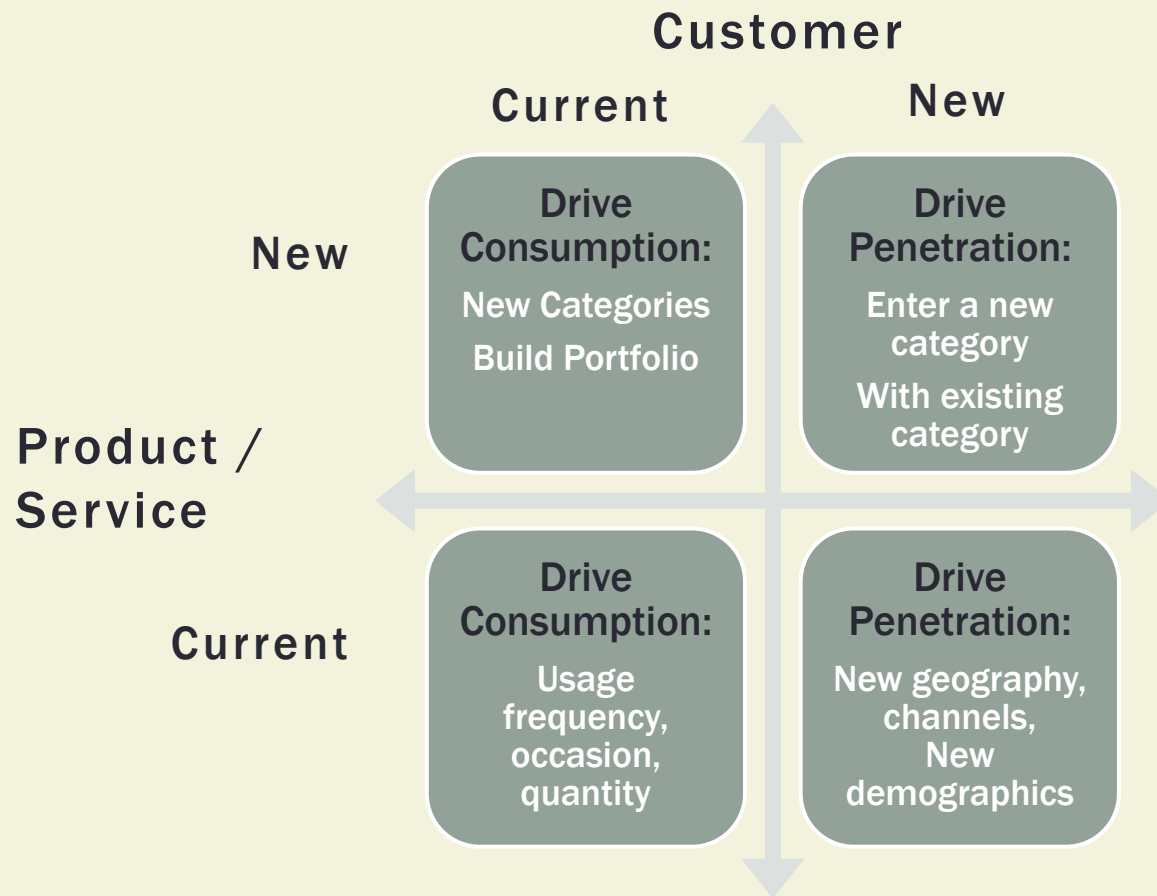 Customer
Current
New
New
Drive
Consumption:
New Categories
Build Portfolio
Drive
Penetration:
Enter a new
category
With existing
category
Product /
Service
Current
Drive
Consumption:
Usage
frequency,
occasion,
quantity
Drive
Penetration:
New geography,
channels,
New
demographics